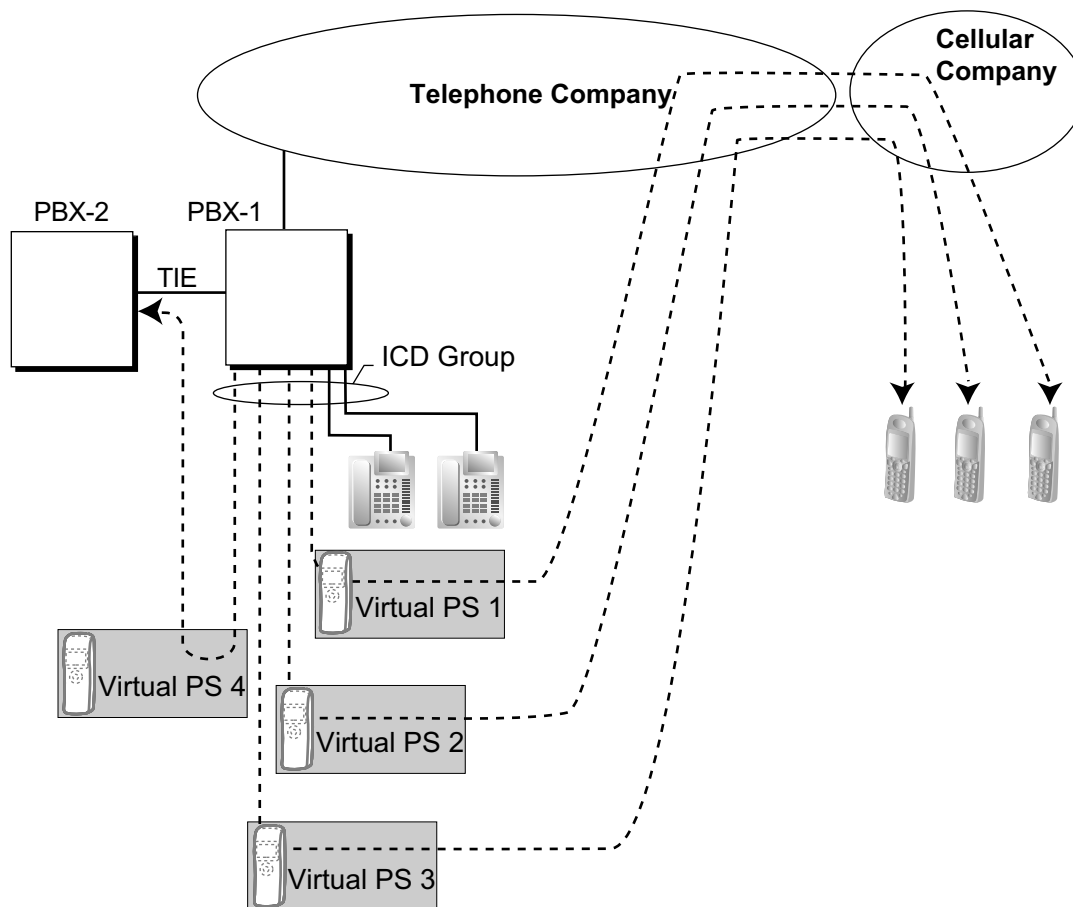 Cellular
Company
Telephone Company
PBX-2
PBX-1
TIE
ICD Group
Virtual PS 1
Virtual PS 4
Virtual PS 2
Virtual PS 3